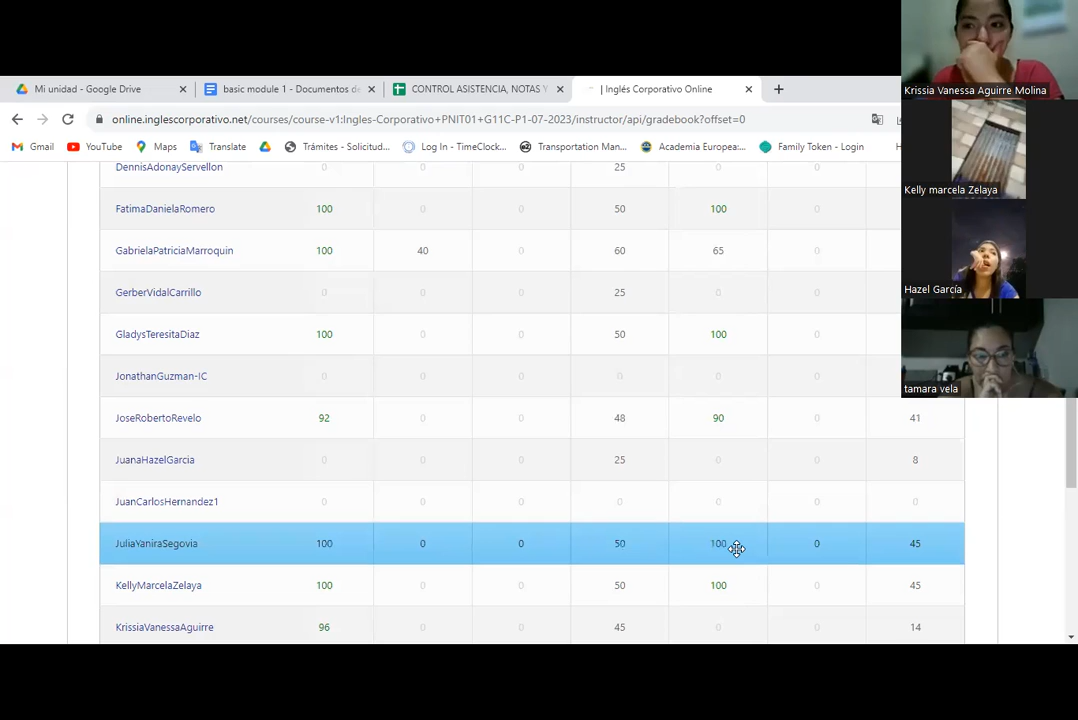 Mi unidad - Google Drive
basic module 1 - Documentos de
CONTROL ASISTENCIA, NOTAS Y
| Inglés Corporativo Online
online.inglescorporativo.net/courses/course-v1:Ingles-Corporativo+PNIT01+G11C-P1-07-2023/instructor/api/gradebook?offset=0
Gmail YouTube Maps Translate Trámites - Solicitud... Log In - TimeClock... Transportation Man... Academia Europea:... Family Token - Login
DennisAdonayServellon 0 0 0 25 0 0
FatimaDanielaRomero 100 0 0 50 100 0
GabrielaPatriciaMarroquin 100 40 0 60 65 0
GerberVidalCarrillo 0 0 0 25 0 0
GladysTeresitaDiaz 100 0 0 50 100 0
JonathanGuzman-IC 0 0 0 0 0 0
JoseRobertoRevelo 92 0 0 48 90 0 41
JuanaHazelGarcia 0 0 0 25 0 0 8
JuanCarlosHernandez1 0 0 0 0 0 0 0
JuliaYaniraSegovia 100 0 0 50 100 0 45
KellyMarcelaZelaya 100 0 0 50 100 0 45
KrissiaVanessaAguirre 96 0 0 45 0 0 14
Krissia Vanessa Aguirre Molina
Kelly marcela Zelaya
Hazel García
tamara vela